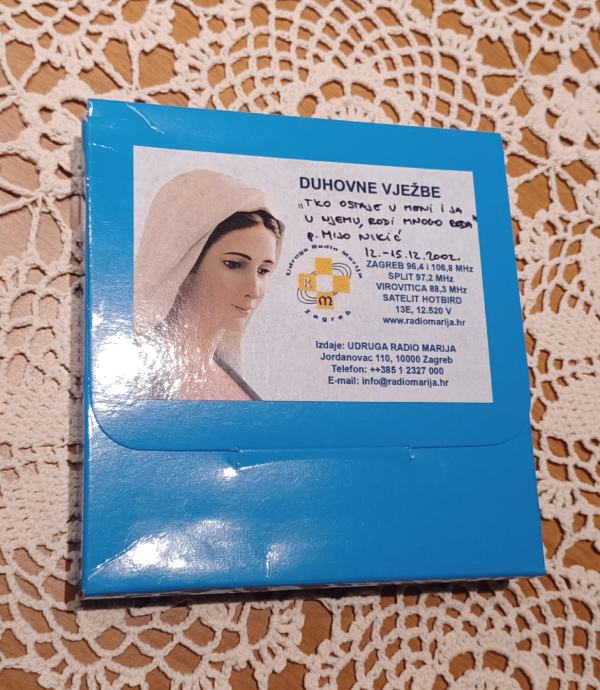 DUHOVNE VJEŽBE
„TKO OSTAJE U MENI I JA
U NJEMU, RODI MNOGO RODA"
p. MIJO NIKIĆ
12.-15.12.2002.
Udruga Radio Marija
R
M
Zagreb
ZAGREB 96,4 i 106,8 MHz
SPLIT 97,2 MHz
VIROVITICA 88,3 MHz
SATELIT HOTBIRD
13E, 12.520 V
www.radiomarija.hr
Izdaje: UDRUGA RADIO MARIJA
Jordanovac 110, 10000 Zagreb
Telefon: ++385 1 2327 000
E-mail: info@radiomarija.hr